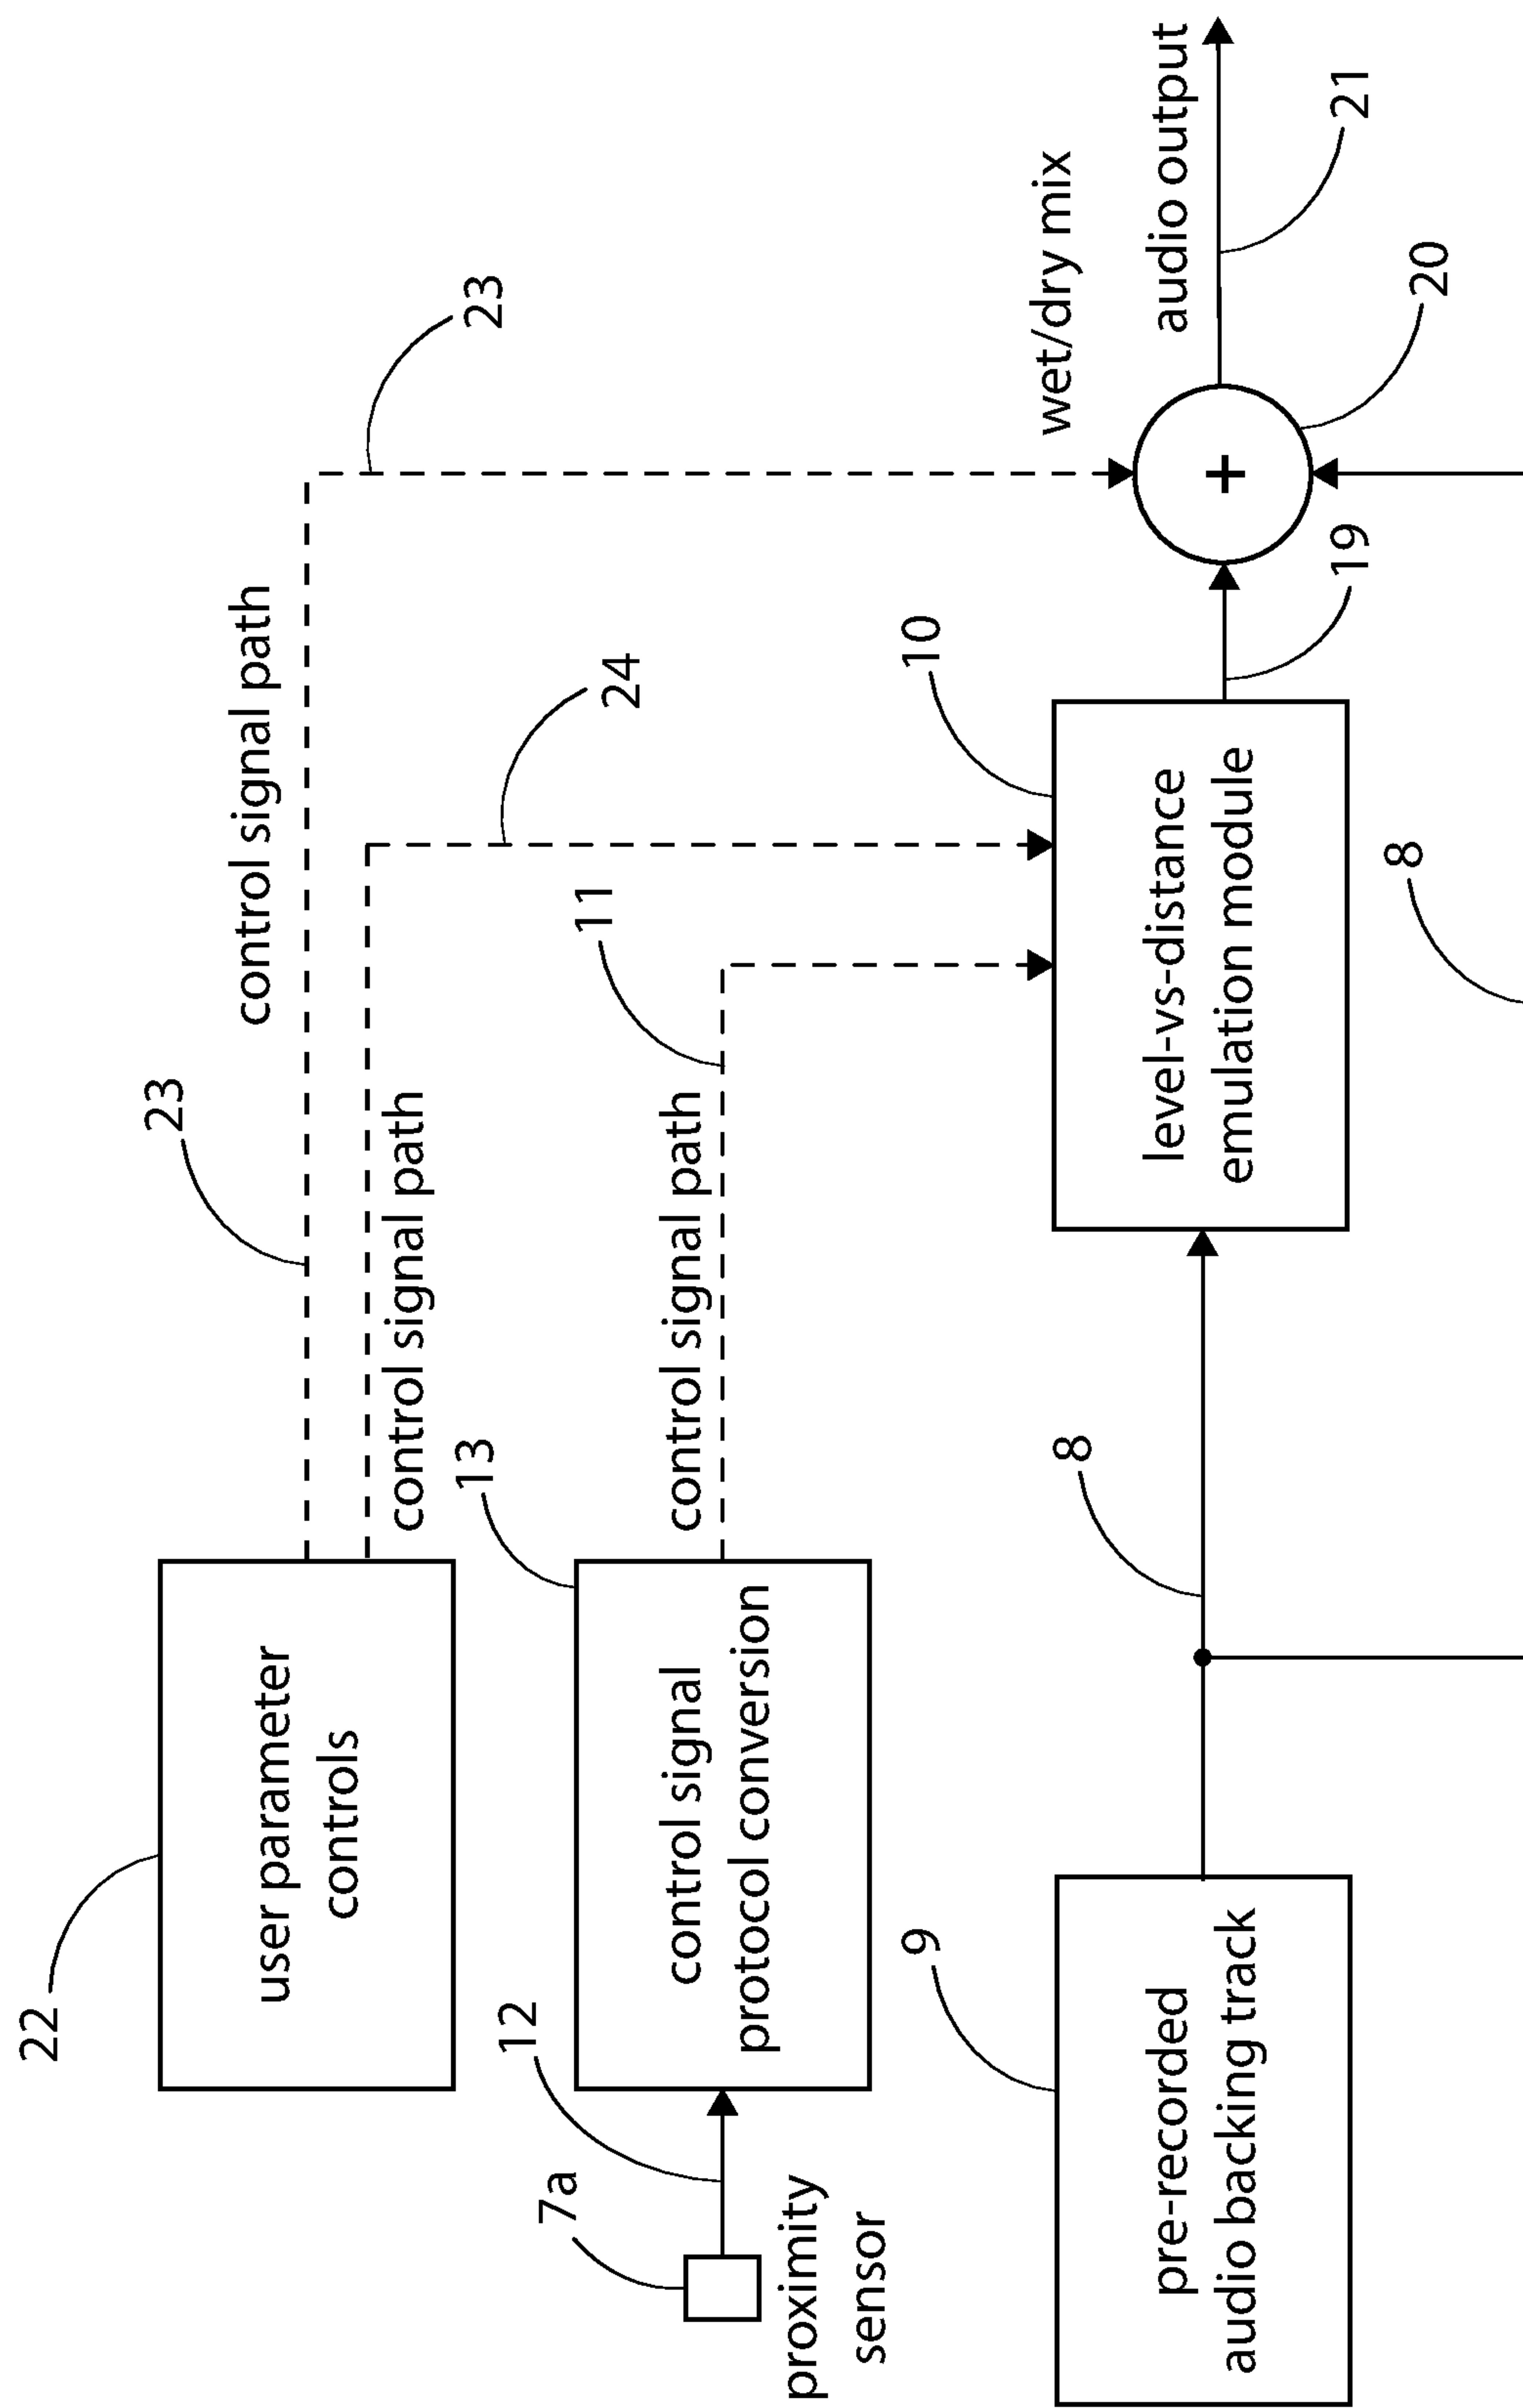 22
user parameter
controls
23
control signal path
23
control signal path
24
7a
proximity
sensor
12
13
control signal
protocol conversion
control signal path
11
9
pre-recorded
audio backing track
8
10
level-vs-distance
emulation module
19
wet/dry mix
20
audio output
21
8